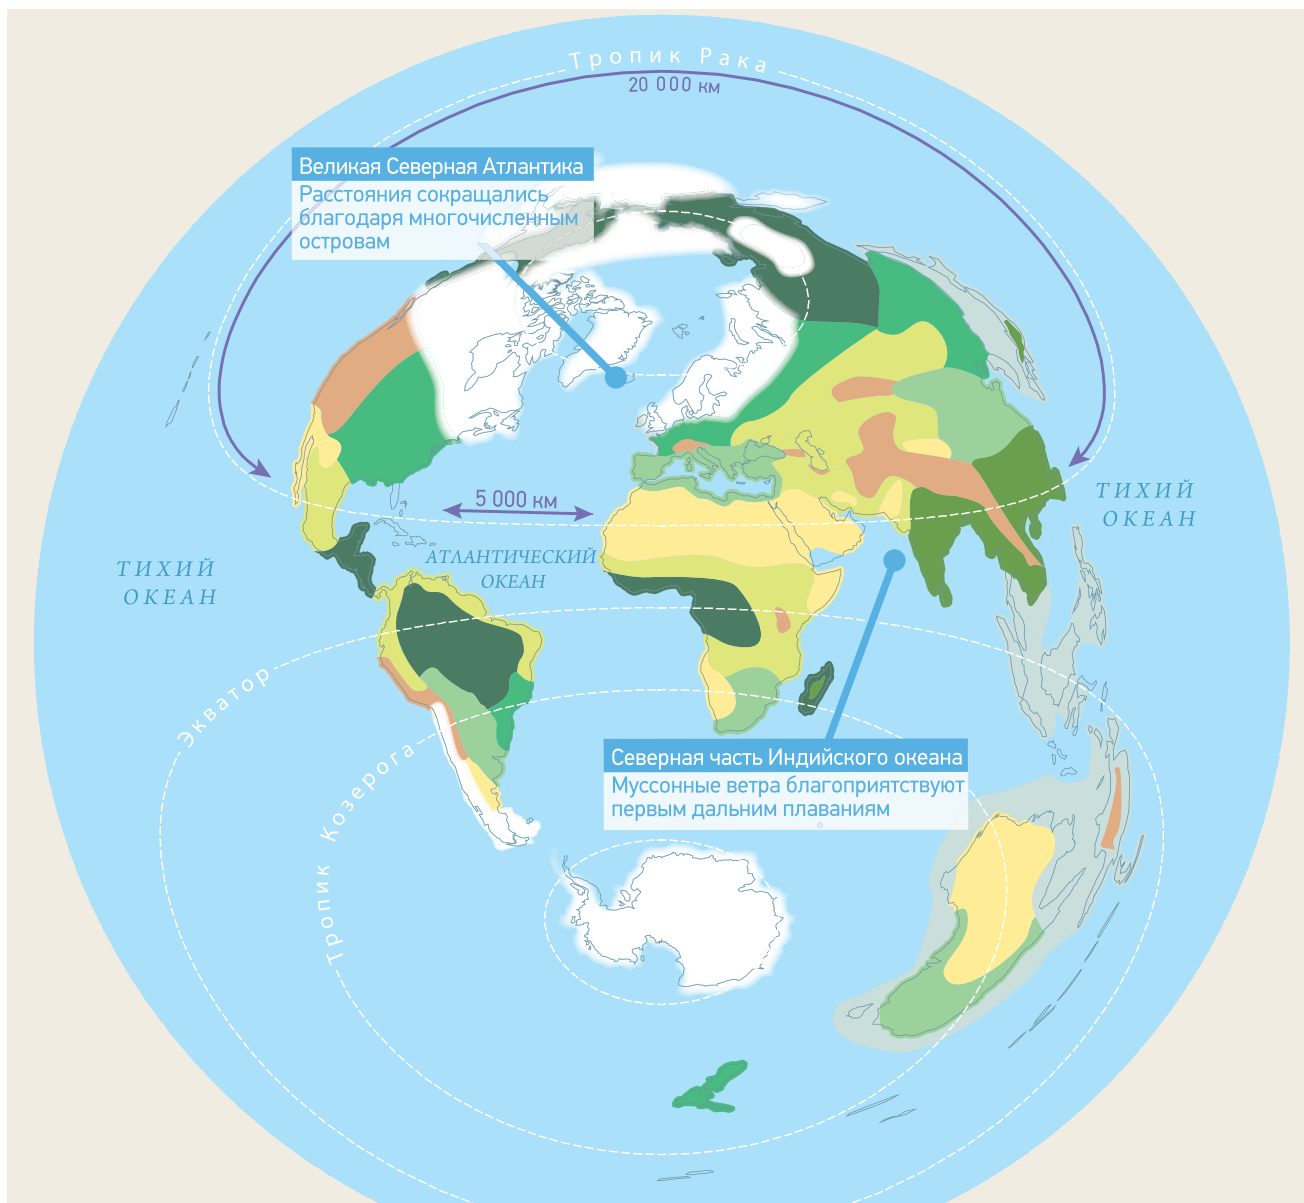 Тропик Рака
20 000 км
Великая Северная Атлантика
Расстояния сокращались
благодаря многочисленным
островам
5 000 км
ТИХИЙ
ОКЕАН
АТЛАНТИЧЕСКИЙ
ОКЕАН
ТИХИЙ
ОКЕАН
Экватор
Тропик Козерога
Северная часть Индийского океана
Муссонные ветра благоприятствуют
первым дальним плаваниям